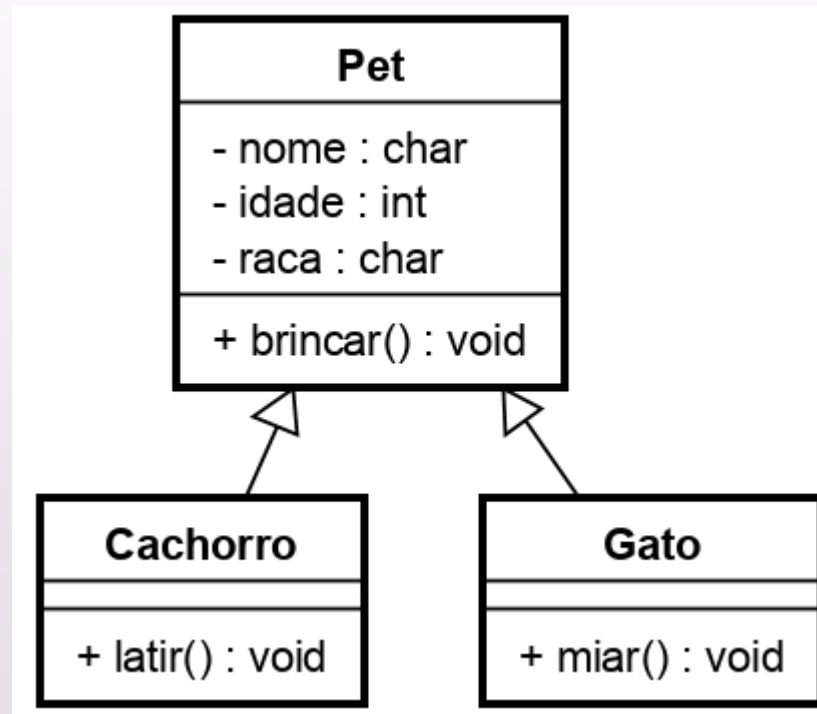 Pet
- nome : char
- idade : int
- raca : char
+ brincar() : void
Cachorro
+ latir() : void
Gato
+ miar() : void